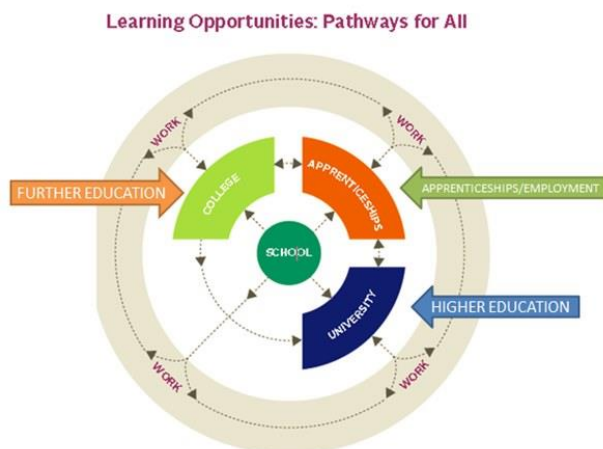 Learning Opportunities: Pathways for All
WORK
WORK
COLLEGE
APPRENTICESHIPS
FURTHER EDUCATION
APPRENTICESHIPS/EMPLOYMENT
SCHOOL
UNIVERSITY
HIGHER EDUCATION
WORK
WORK